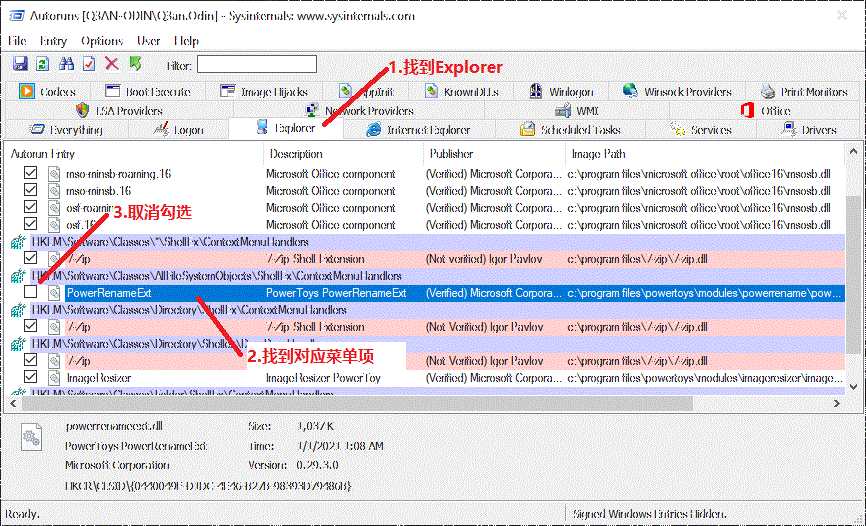 Autoruns [Q3AN-ODIN\Q3an.Odin] - Sysinternals: www.sysinternals.com
File Entry Options User Help
Filter:
1.找到Explorer
Codecs Boot Execute Image Hijacks AppInit KnownDLLs Winlogon Winsock Providers Print Monitors
LSA Providers Network Providers WMI Office
Everything Logon Explorer Internet Explorer Scheduled Tasks Services Drivers
Autorun Entry Description Publisher Image Path
mso-minsb-roaming.16 Microsoft Office component (Verified) Microsoft Corpora... c:\program files\microsoft office\root\office16\msosb.dll
mso-minsb.16 Microsoft Office component (Verified) Microsoft Corpora... c:\program files\microsoft office\root\office16\msosb.dll
osf-roamin Microsoft Office component (Verified) Microsoft Corpora... c:\program files\microsoft office\root\office16\msosb.dll
3.取消勾选
osf.16 Microsoft Office component (Verified) Microsoft Corpora... c:\program files\microsoft office\root\office16\msosb.dll
HKLM\Software\Classes\*\ShellEx\ContextMenuHandlers
7-Zip 7-Zip Shell Extension (Not verified) Igor Pavlov c:\program files\7-zip\7-zip.dll
HKLM\Software\Classes\AllFileSystemObjects\ShellEx\ContextMenuHandlers
PowerRenameExt PowerToys PowerRenameExt (Verified) Microsoft Corpora... c:\program files\powertoys\modules\powerrename\pow...
HKLM\Software\Classes\Directory\ShellEx\ContextMenuHandlers
7-Zip 7-Zip Shell Extension (Not Verified) Igor Pavlov c:\program files\7-zip\7-zip.dll
HKLM\Software\Classes\Directory\Shellex\D
2.找到对应菜单项
7-Zip (Not Verified) Igor Pavlov c:\program files\7-zip\7-zip.dll
ImageResizer ImageResizer PowerToy (Verified) Microsoft Corpora... c:\program files\powertoys\modules\imageresizer\image...
HKLM\Software\Classes\Folder\ShellEx\ContextMenuHandlers
powerrenameext.dll Size: 1,037 K
PowerToys PowerRenameExt Time: 1/1/2021 1:08 AM
Microsoft Corporation Version: 0.29.3.0
Ready. Signed Windows Entries Hidden.